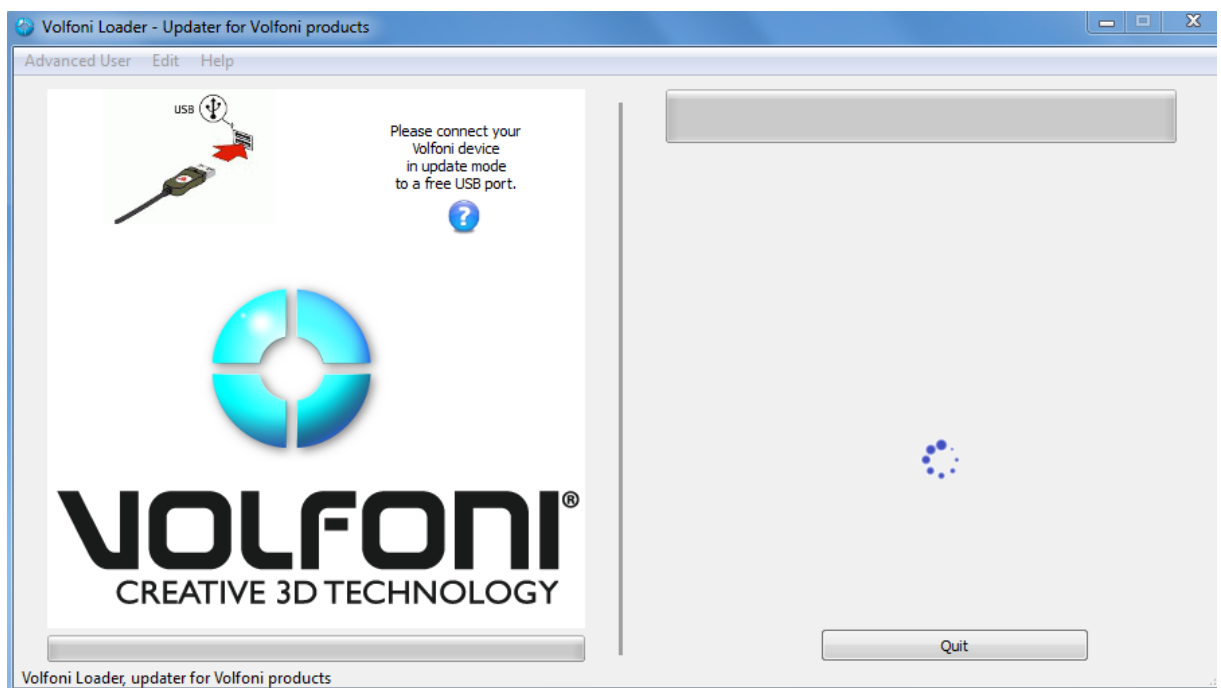 Volfoni Loader - Updater for Volfoni products
Advanced User Edit Help
USB
Please connect your
Volfoni device
in update mode
to a free USB port.
?
VOLFONI®
CREATIVE 3D TECHNOLOGY
Quit
Volfoni Loader, updater for Volfoni products